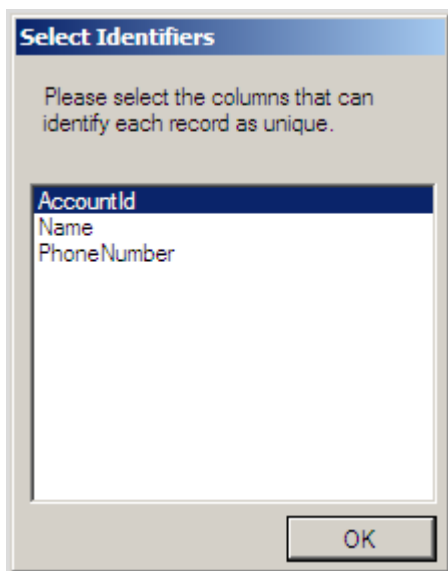 Select Identifiers
Please select the columns that can
identify each record as unique.
AccountId
Name
PhoneNumber
OK